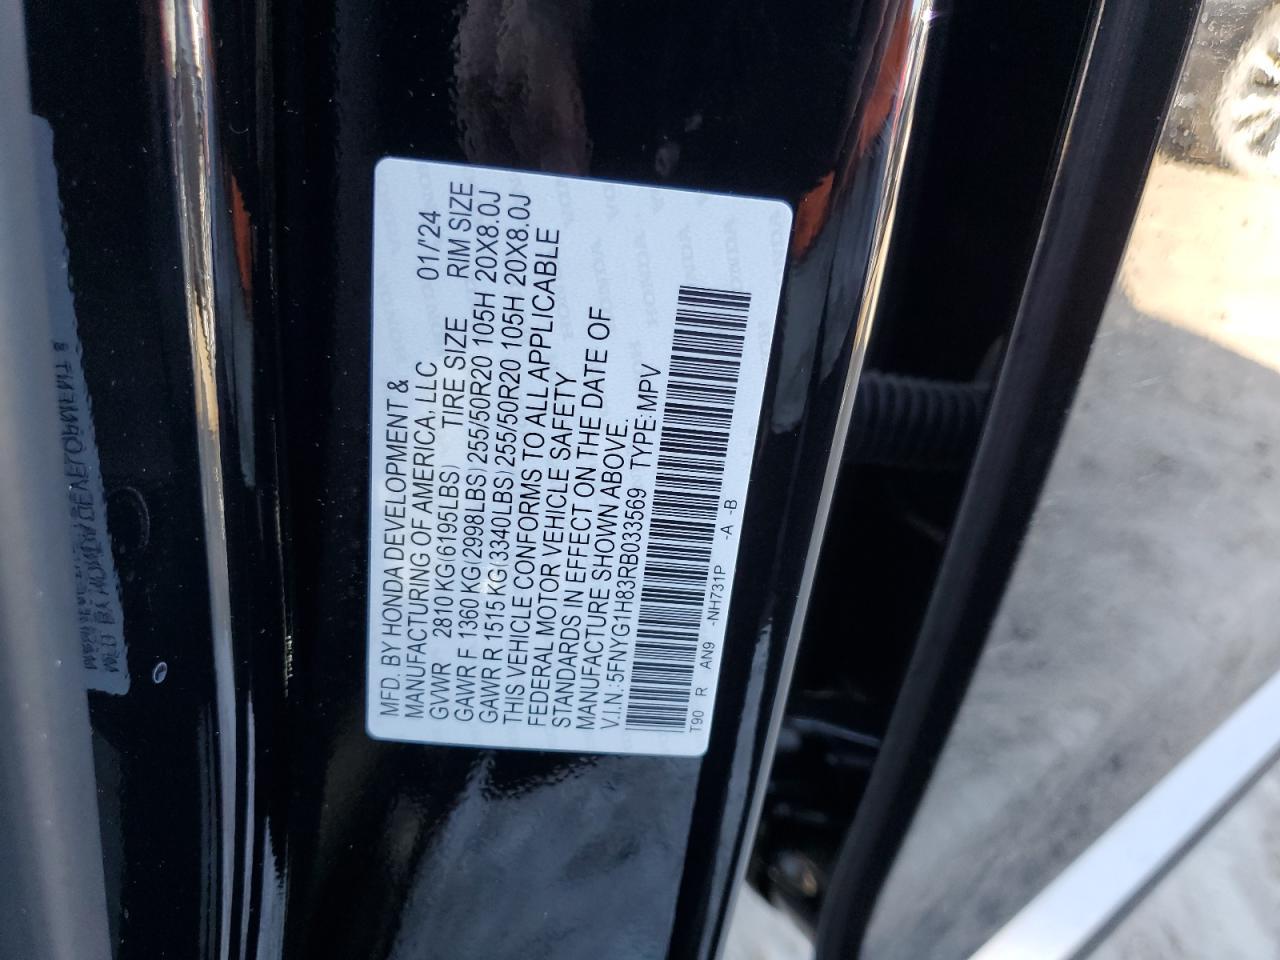 MFD. BY HONDA DEVELOPMENT &
MANUFACTURING OF AMERICA, LLC 01/'24
GVWR 2810 KG(6195LBS) TIRE SIZE RIM SIZE
GAWR F 1360 KG(2998LBS) 255/50R20 105H 20X8.0J
GAWR R 1515 KG(3340LBS) 255/50R20 105H 20X8.0J
THIS VEHICLE CONFORMS TO ALL APPLICABLE
FEDERAL MOTOR VEHICLE SAFETY
STANDARDS IN EFFECT ON THE DATE OF
MANUFACTURE SHOWN ABOVE.
V.I.N.:5FNYG1H83RB033569 TYPE:MPV
T90 R AN9 -NH731P -A -B